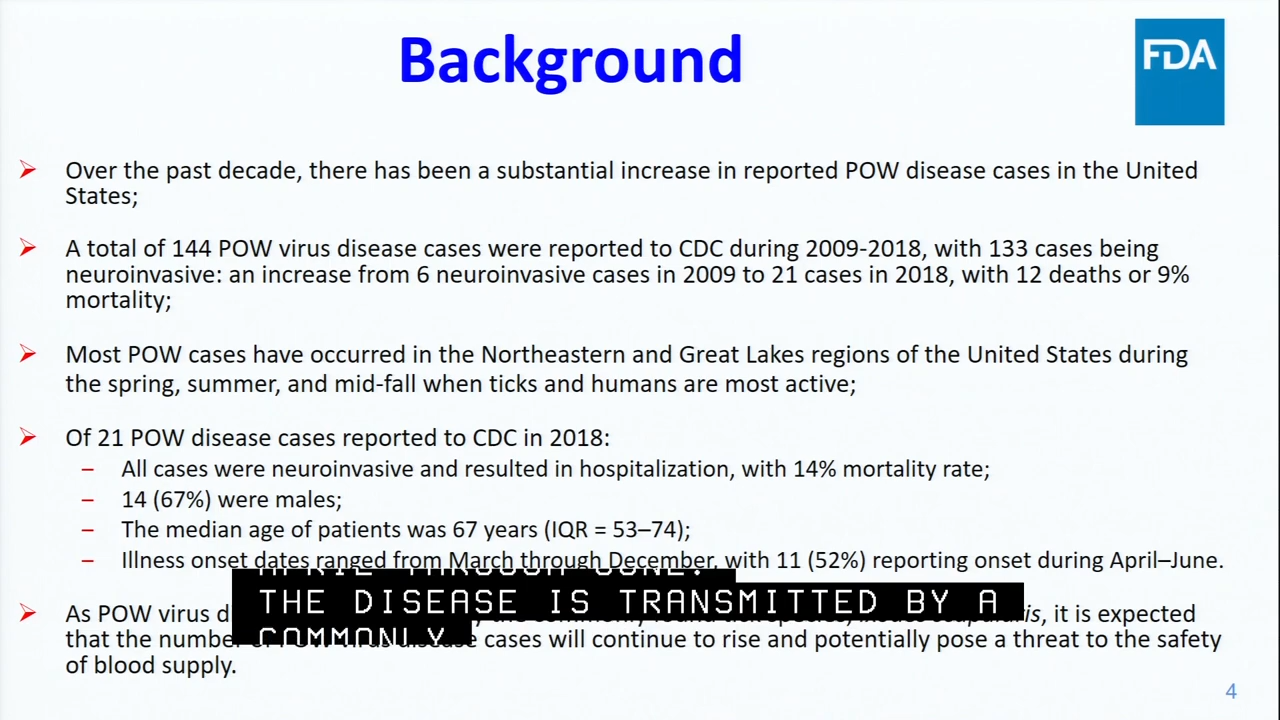 Background
FDA
Over the past decade, there has been a substantial increase in reported POW disease cases in the United
States;
A total of 144 POW virus disease cases were reported to CDC during 2009-2018, with 133 cases being
neuroinvasive: an increase from 6 neuroinvasive cases in 2009 to 21 cases in 2018, with 12 deaths or 9%
mortality;
Most POW cases have occurred in the Northeastern and Great Lakes regions of the United States during
the spring, summer, and mid-fall when ticks and humans are most active;
Of 21 POW disease cases reported to CDC in 2018:
– All cases were neuroinvasive and resulted in hospitalization, with 14% mortality rate;
– 14 (67%) were males;
– The median age of patients was 67 years (IQR = 53–74);
– Illness onset dates ranged from March through December, with 11 (52%) reporting onset during April–June.
THE DISEASE IS TRANSMITTED BY A
COMMONLY
As POW virus it is expected
that the number of POW virus disease cases will continue to rise and potentially pose a threat to the safety
of blood supply.
4